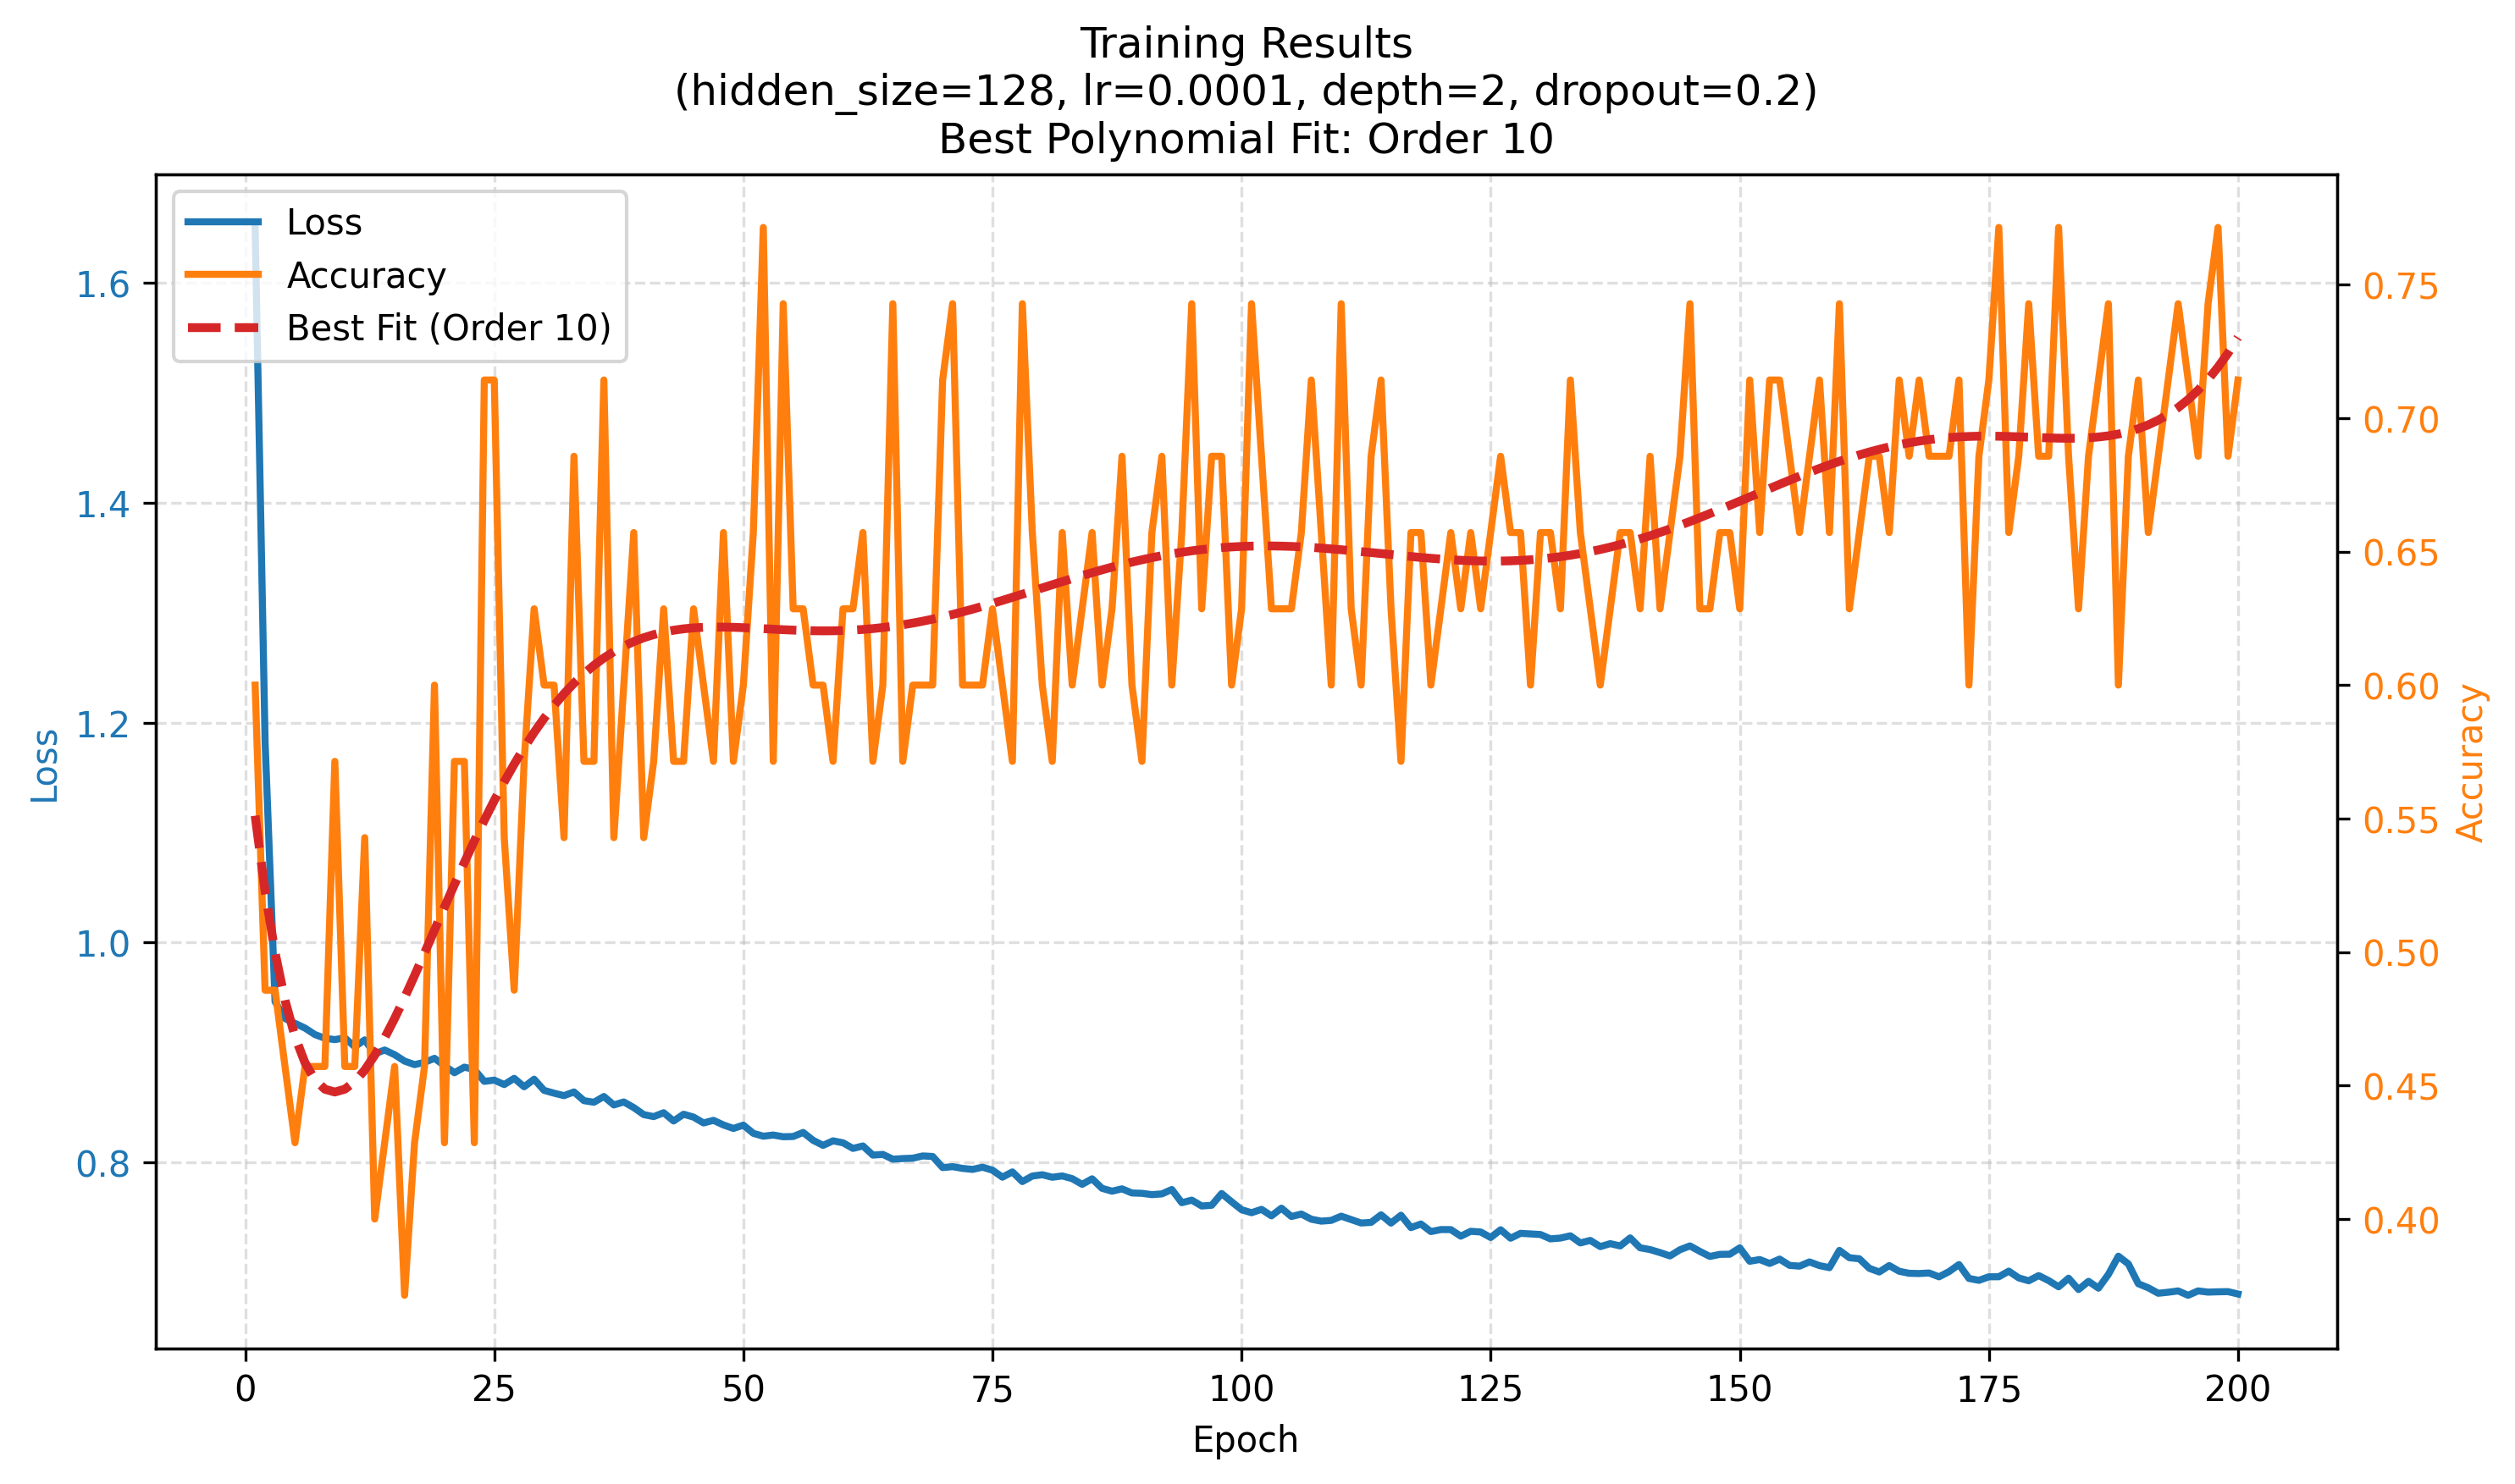 Training Results
(hidden_size=128, lr=0.0001, depth=2, dropout=0.2)
Best Polynomial Fit: Order 10
Loss
Accuracy
Best Fit (Order 10)
1.6
1.4
1.2
1.0
0.8
Loss
0.75
0.70
0.65
0.60
0.55
0.50
0.45
0.40
Accuracy
0 25 50 75 100 125 150 175 200
Epoch